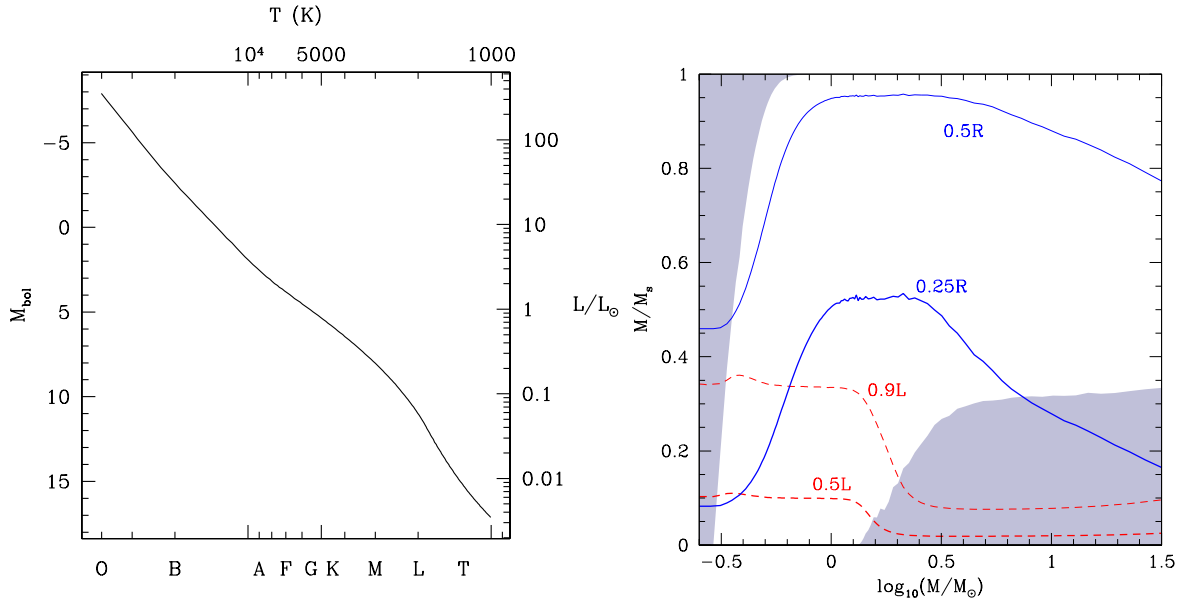 T (K)
10⁴ 5000 1000
-5
0
5
10
15
M_bol
100
10
1
0.1
0.01
L/L_⊙
O B A F G K M L T
1
0.8
0.6
0.4
0.2
0
M/M_s
0.5R
0.25R
0.9L
0.5L
−0.5 0 0.5 1 1.5
log₁₀(M/M_⊙)